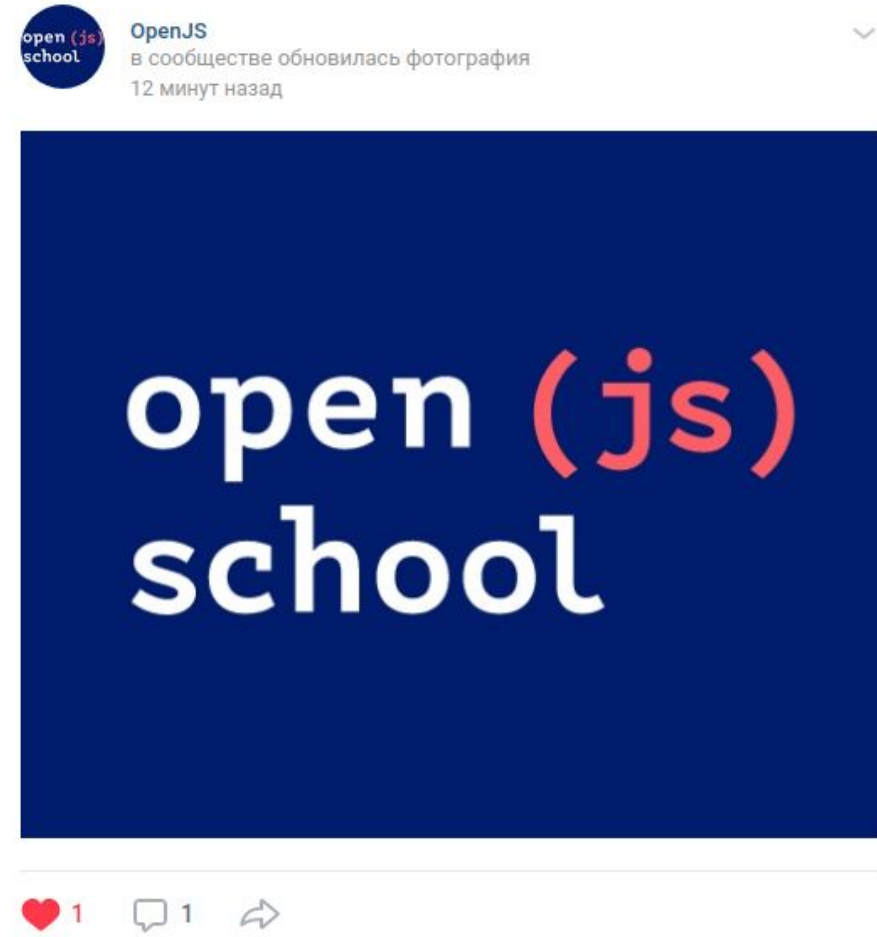 open (js)
school
OpenJS
в сообществе обновилась фотография
12 минут назад
open (js)
school
1
1